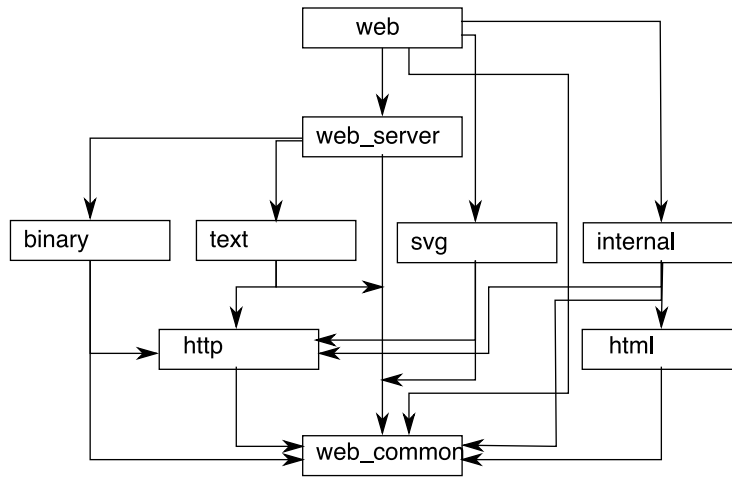 web
web_server
binary
text
svg
internal
http
html
web_common